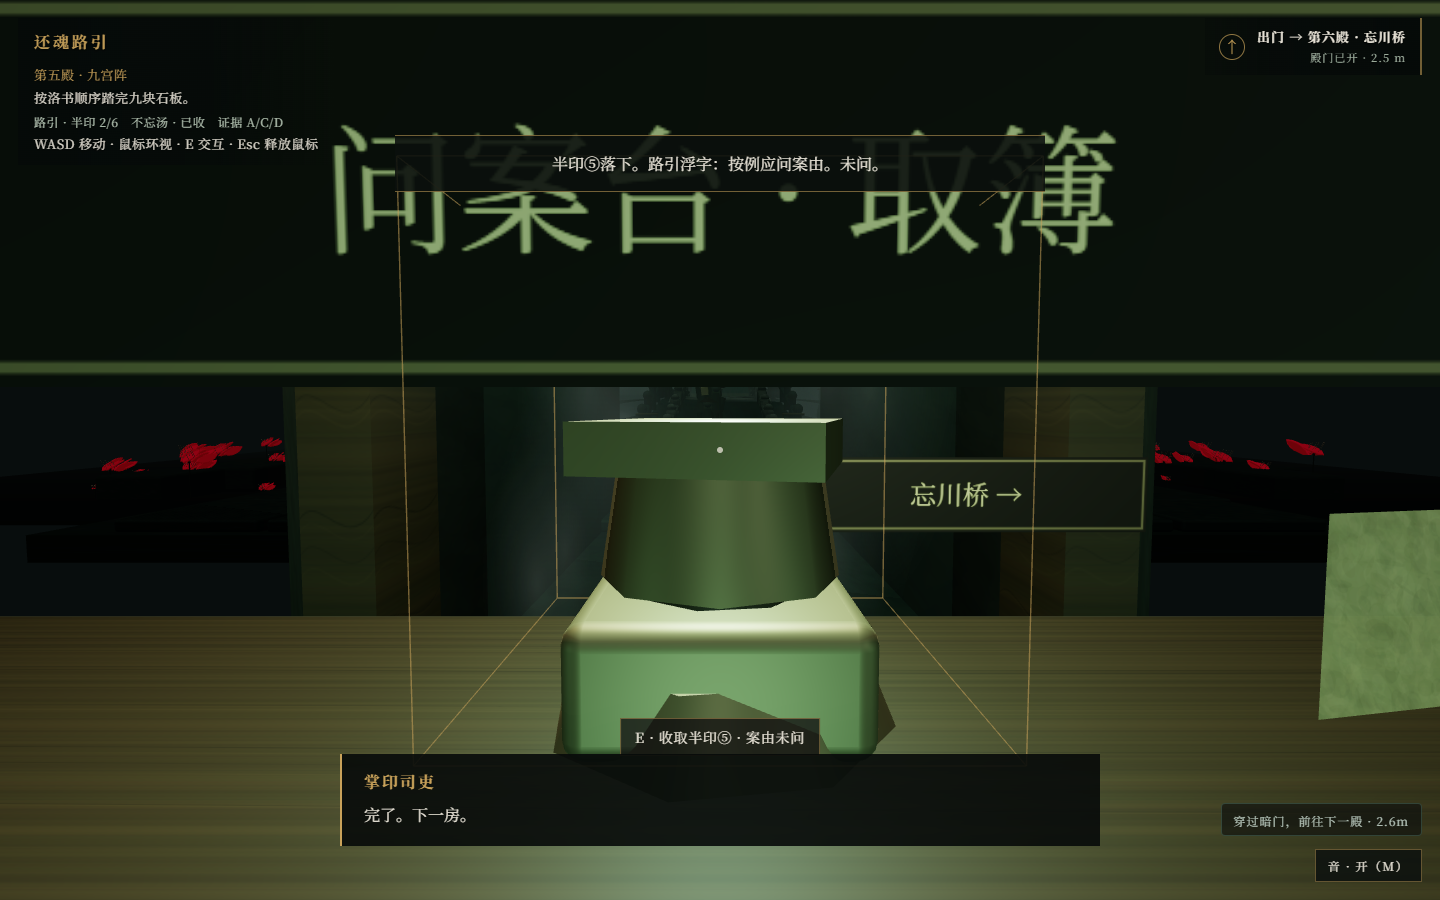 还魂路引
第五殿 · 九宫阵
按洛书顺序踏完九块石板。
路引 · 半印 2/6 不忘汤 · 已收 证据 A/C/D
WASD 移动 · 鼠标环视 · E 交互 · Esc 释放鼠标
出门 → 第六殿 · 忘川桥
殿门已开 · 2.5 m
问案台 · 取簿
半印⑤落下。路引浮字：按例应问案由。未问。
忘川桥 →
E · 收取半印⑤ · 案由未问
掌印司吏
完了。下一房。
穿过暗门，前往下一殿 · 2.6m
音 · 开（M）